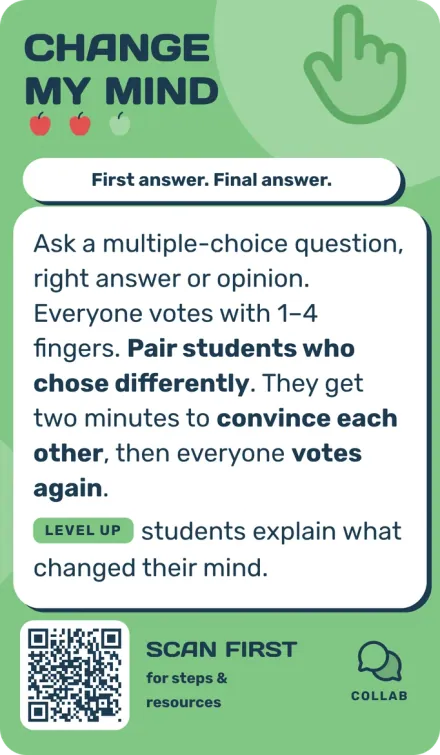 CHANGE
MY MIND
First answer. Final answer.
Ask a multiple-choice question,
right answer or opinion.
Everyone votes with 1–4
fingers. Pair students who
chose differently. They get
two minutes to convince each
other, then everyone votes
again.
LEVEL UP students explain what
changed their mind.
SCAN FIRST
for steps &
resources
COLLAB